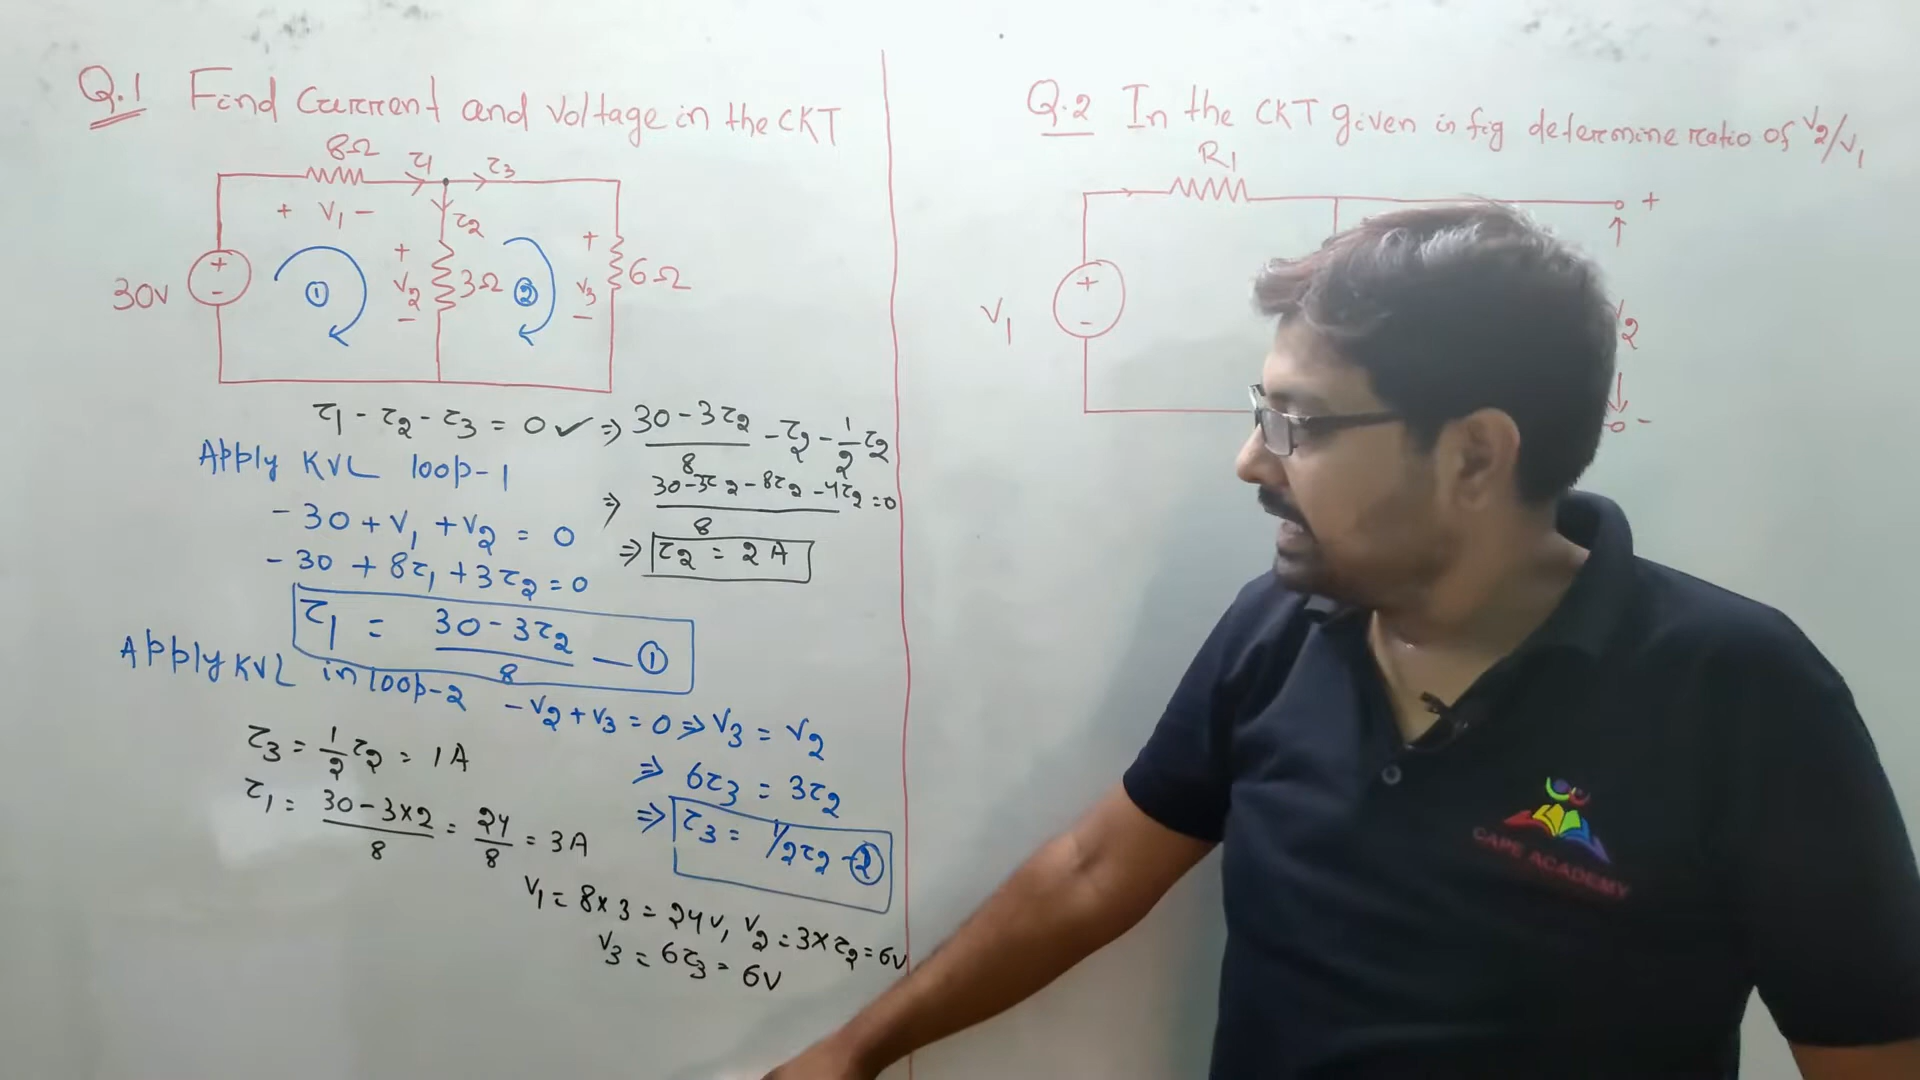 Q.1 Find Current and Voltage in the CKT
8Ω
i1
i3
+ V1 -
i2
30V
+
-
1
+
V2
-
3Ω
2
+
V3
-
6Ω
i1 - i2 - i3 = 0 ✓ ⇒ (30 - 3i2)/8 - i2 - 1/2 i2
Apply KVL loop-1
⇒ (30-3i2 - 8i2 - 4i2)/8 = 0
- 30 + V1 + V2 = 0
⇒ i2 = 2 A
- 30 + 8i1 + 3i2 = 0
i1 = (30 - 3i2)/8 — ①
Apply KVL in loop-2 -V2 + V3 = 0 ⇒ V3 = V2
⇒ 6i3 = 3i2
⇒ i3 = 1/2 i2 - ②
i3 = 1/2 i2 = 1A
i1 = (30 - 3×2)/8 = 24/8 = 3A
V1 = 8×3 = 24V, V2 = 3×i2 = 6V
V3 = 6i3 = 6V
Q.2 In the CKT given in fig determine ratio of V2/V1
R1
+
V1
+
-
V2
-
CAPE ACADEMY